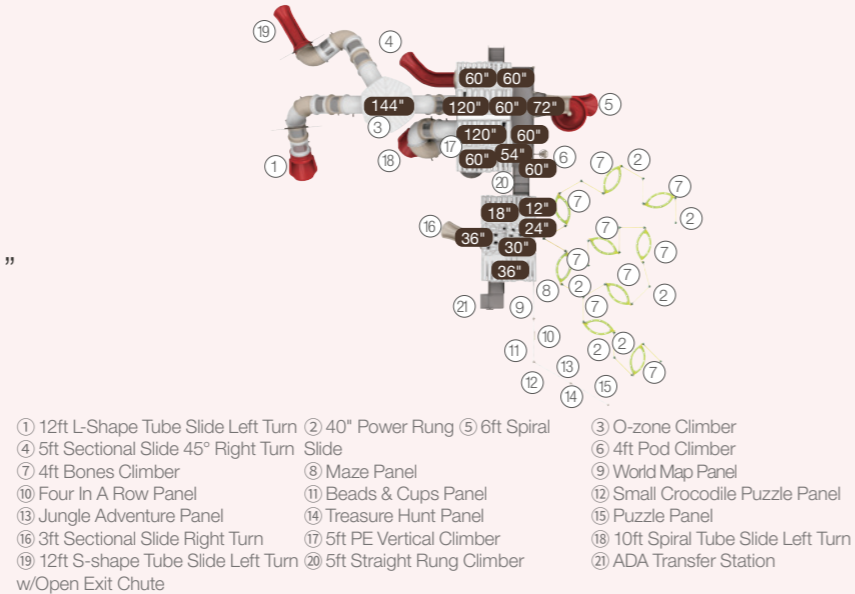 19
4
60" 60"
144" 120" 60" 72" 5
3
120" 60"
1 18 17 54" 6
60" 60" 7 2
20 7
12" 7 2
18"
16 24" 7
36" 7
30" 7
”
36"
8 2 2
21 9 7 7
10
11 2 2
13 7
12
14 15
① 12ft L-Shape Tube Slide Left Turn ② 40" Power Rung ⑤ 6ft Spiral ③ O-zone Climber
④ 5ft Sectional Slide 45° Right Turn Slide ⑥ 4ft Pod Climber
⑦ 4ft Bones Climber ⑧ Maze Panel ⑨ World Map Panel
⑩ Four In A Row Panel ⑪ Beads & Cups Panel ⑫ Small Crocodile Puzzle Panel
⑬ Jungle Adventure Panel ⑭ Treasure Hunt Panel ⑮ Puzzle Panel
⑯ 3ft Sectional Slide Right Turn ⑰ 5ft PE Vertical Climber ⑱ 10ft Spiral Tube Slide Left Turn
⑲ 12ft S-shape Tube Slide Left Turn ⑳ 5ft Straight Rung Climber ㉑ ADA Transfer Station
w/Open Exit Chute